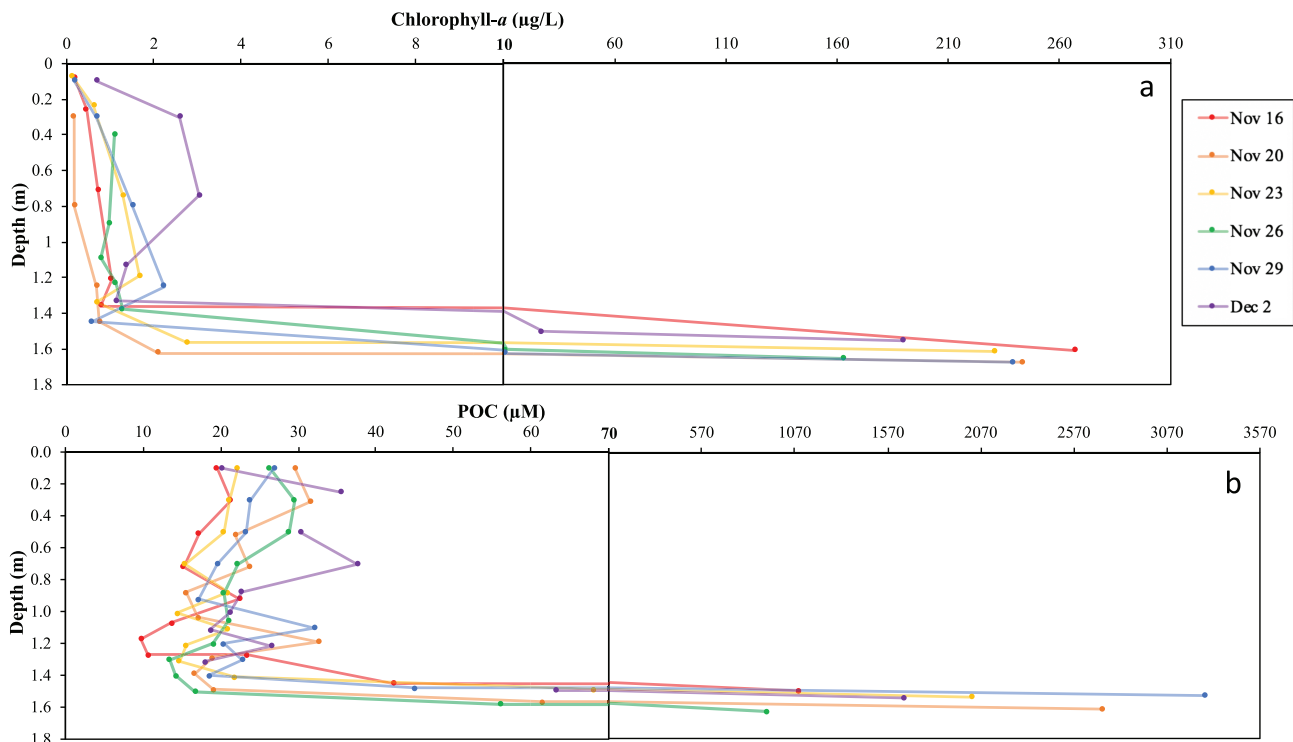 Chlorophyll-a (µg/L)
0 2 4 6 8 10 60 110 160 210 260 310
0
0.2
0.4
0.6
0.8
1
1.2
1.4
1.6
1.8
Depth (m)
a
Nov 16
Nov 20
Nov 23
Nov 26
Nov 29
Dec 2
POC (µM)
0 10 20 30 40 50 60 70 570 1070 1570 2070 2570 3070 3570
0.0
0.2
0.4
0.6
0.8
1.0
1.2
1.4
1.6
1.8
Depth (m)
b